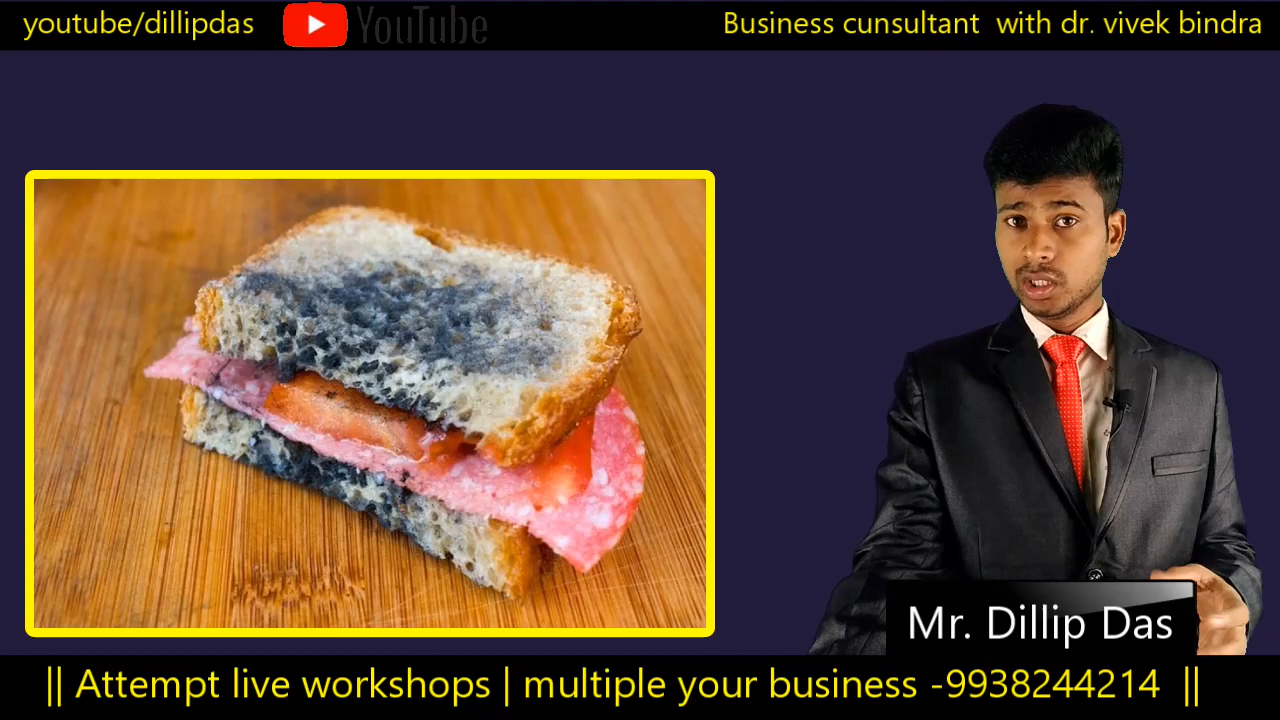 youtube/dillipdas
YouTube
Business cunsultant with dr. vivek bindra
Mr. Dillip Das
|| Attempt live workshops | multiple your business -9938244214 ||